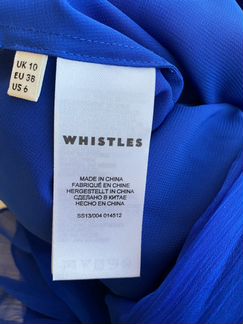 UK 10
EU 38
US 6
WHISTLES
MADE IN CHINA
FABRIQUÉ EN CHINE
HERGESTELLT IN CHINA
СДЕЛАНО В КИТАЕ
HECHO EN CHINA
SS13/004 014512